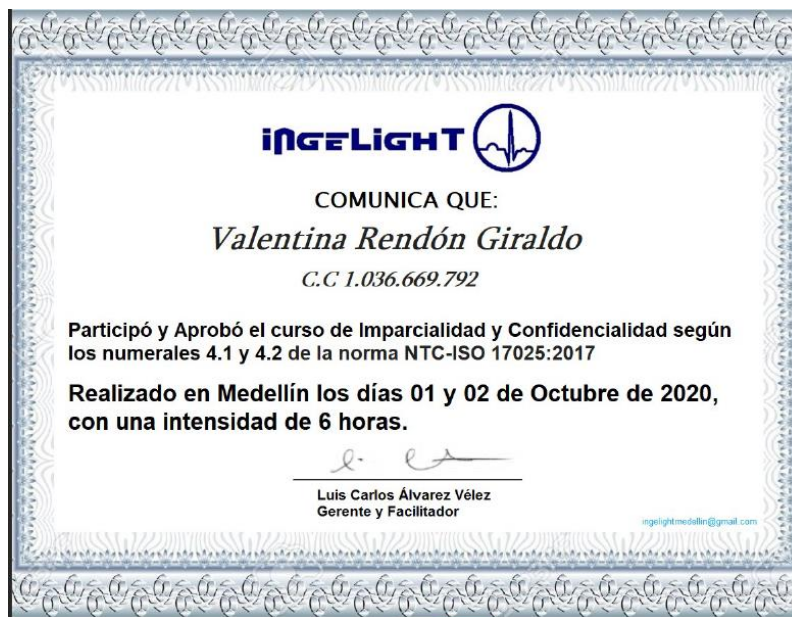 iNGELiGHT
COMUNICA QUE:
Valentina Rendón Giraldo
C.C 1.036.669.792
Participó y Aprobó el curso de Imparcialidad y Confidencialidad según
los numerales 4.1 y 4.2 de la norma NTC-ISO 17025:2017
Realizado en Medellín los días 01 y 02 de Octubre de 2020,
con una intensidad de 6 horas.
Luis Carlos Álvarez Vélez
Gerente y Facilitador
ingelightmedellin@gmail.com